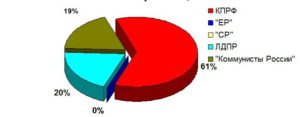 19%
61%
20%
0%
КПРФ
"ЕР"
"СР"
ЛДПР
"Коммунисты России"